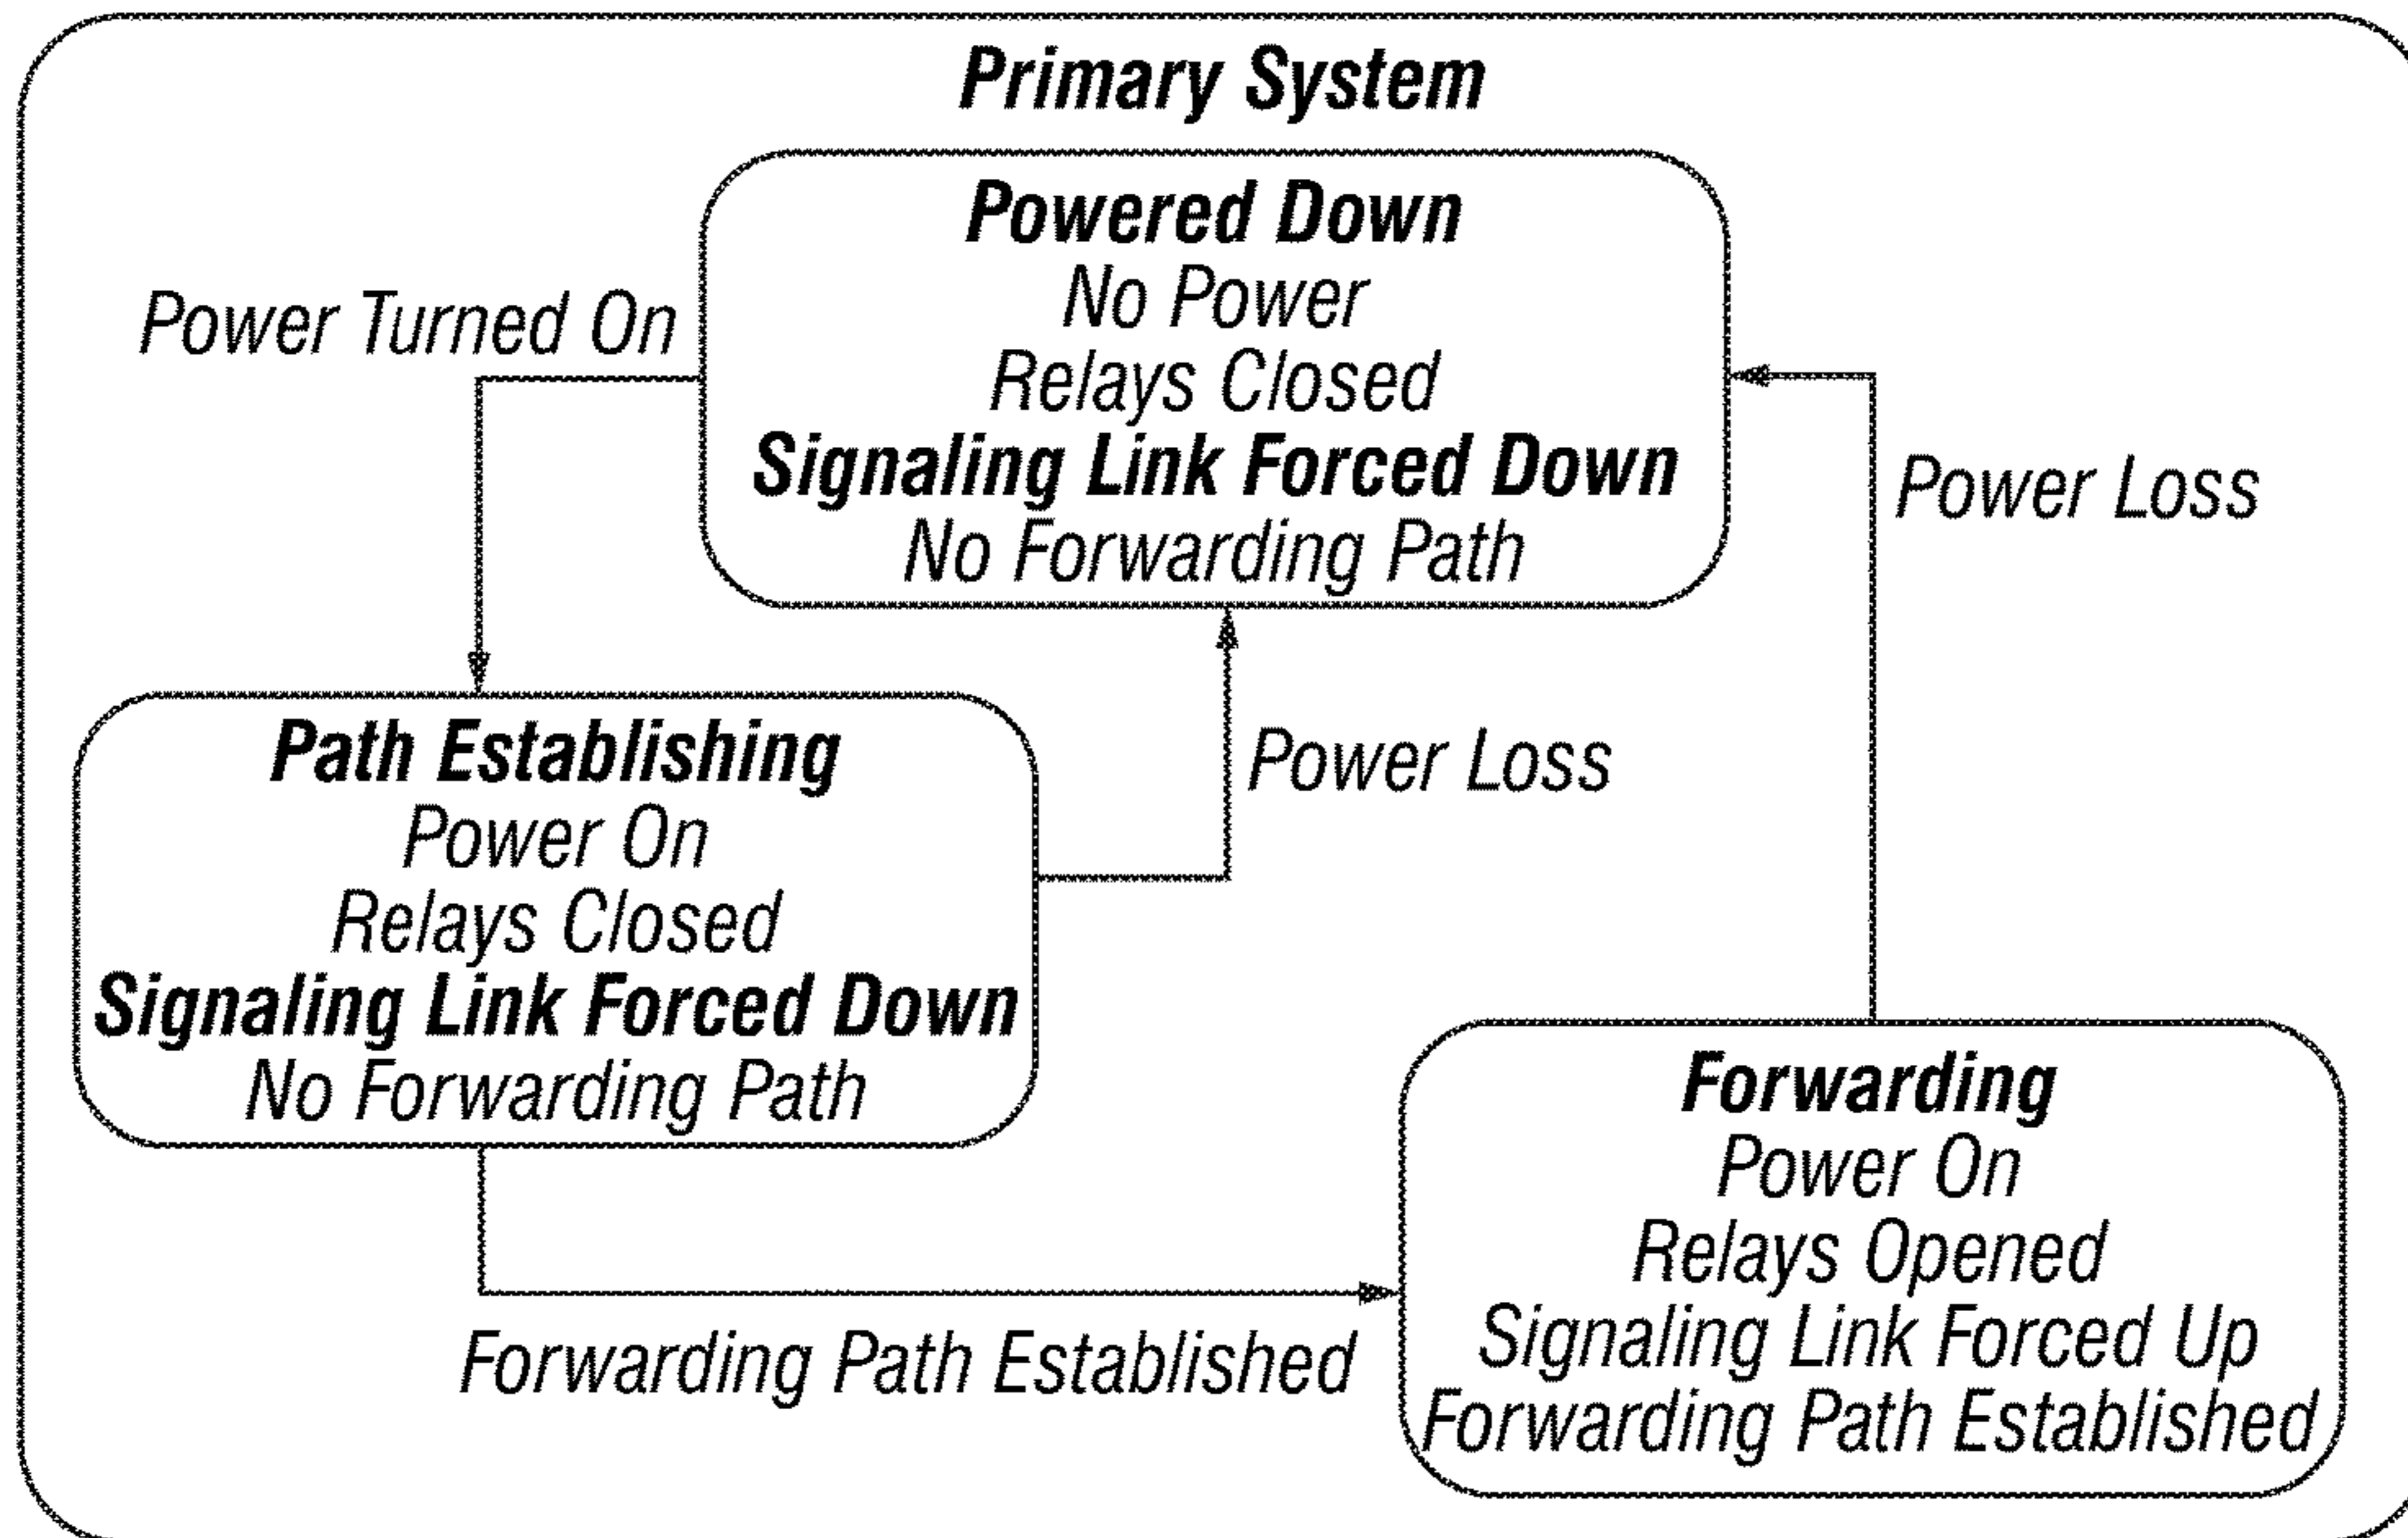 Primary System
Powered Down
No Power
Relays Closed
Signaling Link Forced Down
No Forwarding Path
Power Turned On
Power Loss
Power Loss
Path Establishing
Power On
Relays Closed
Signaling Link Forced Down
No Forwarding Path
Forwarding Path Established
Forwarding
Power On
Relays Opened
Signaling Link Forced Up
Forwarding Path Established